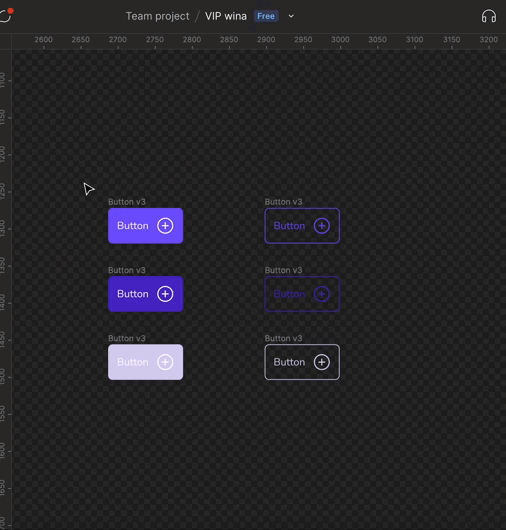 Team project / VIP wina Free
2600 2650 2700 2750 2800 2850 2900 2950 3000 3050 3100 3150 3200
1100
1150
1200
1250
Button v3 Button v3
Button Button
1300
1350
Button v3 Button v3
Button Button
1400
1450
Button v3 Button v3
Button Button
1500
1550
1600
1650